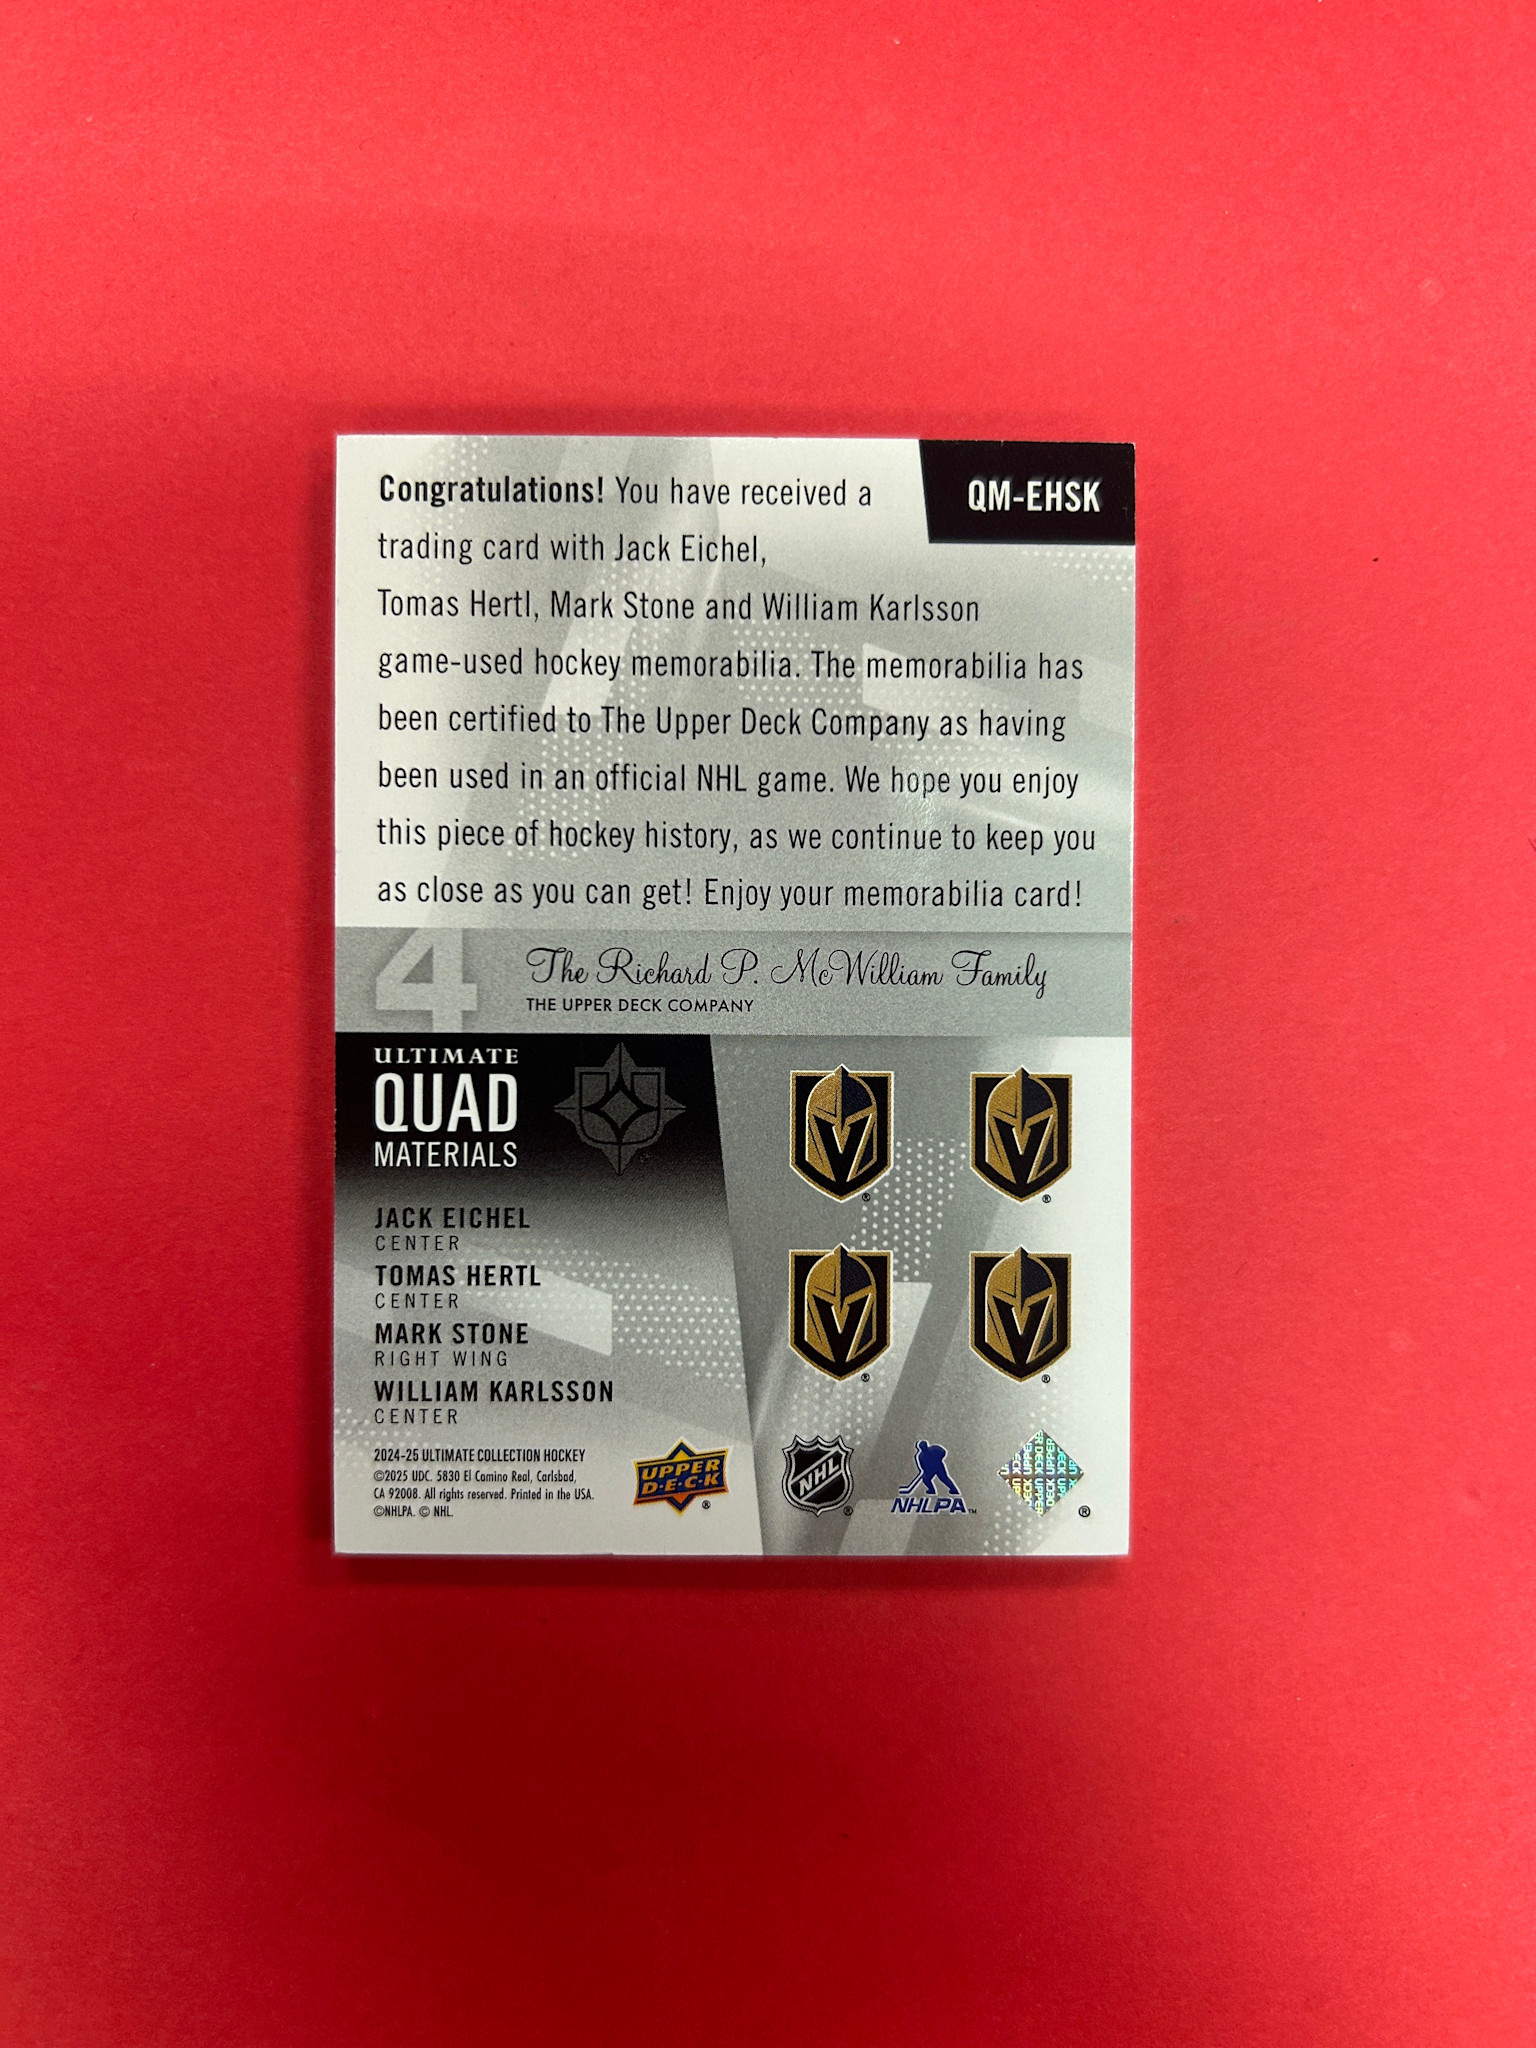 Congratulations! You have received a
QM-EHSK
trading card with Jack Eichel,
Tomas Hertl, Mark Stone and William Karlsson
game-used hockey memorabilia. The memorabilia has
been certified to The Upper Deck Company as having
been used in an official NHL game. We hope you enjoy
this piece of hockey history, as we continue to keep you
as close as you can get! Enjoy your memorabilia card!
4
The Richard P. McWilliam Family
THE UPPER DECK COMPANY
ULTIMATE
QUAD
MATERIALS
JACK EICHEL
CENTER
TOMAS HERTL
CENTER
MARK STONE
RIGHT WING
WILLIAM KARLSSON
CENTER
2024-25 ULTIMATE COLLECTION HOCKEY
©2025 UDC. 5830 El Camino Real, Carlsbad,
CA 92008. All rights reserved. Printed in the USA.
©NHLPA. © NHL.
UPPER
D·E·C·K
®
NHL
®
NHLPA™
®